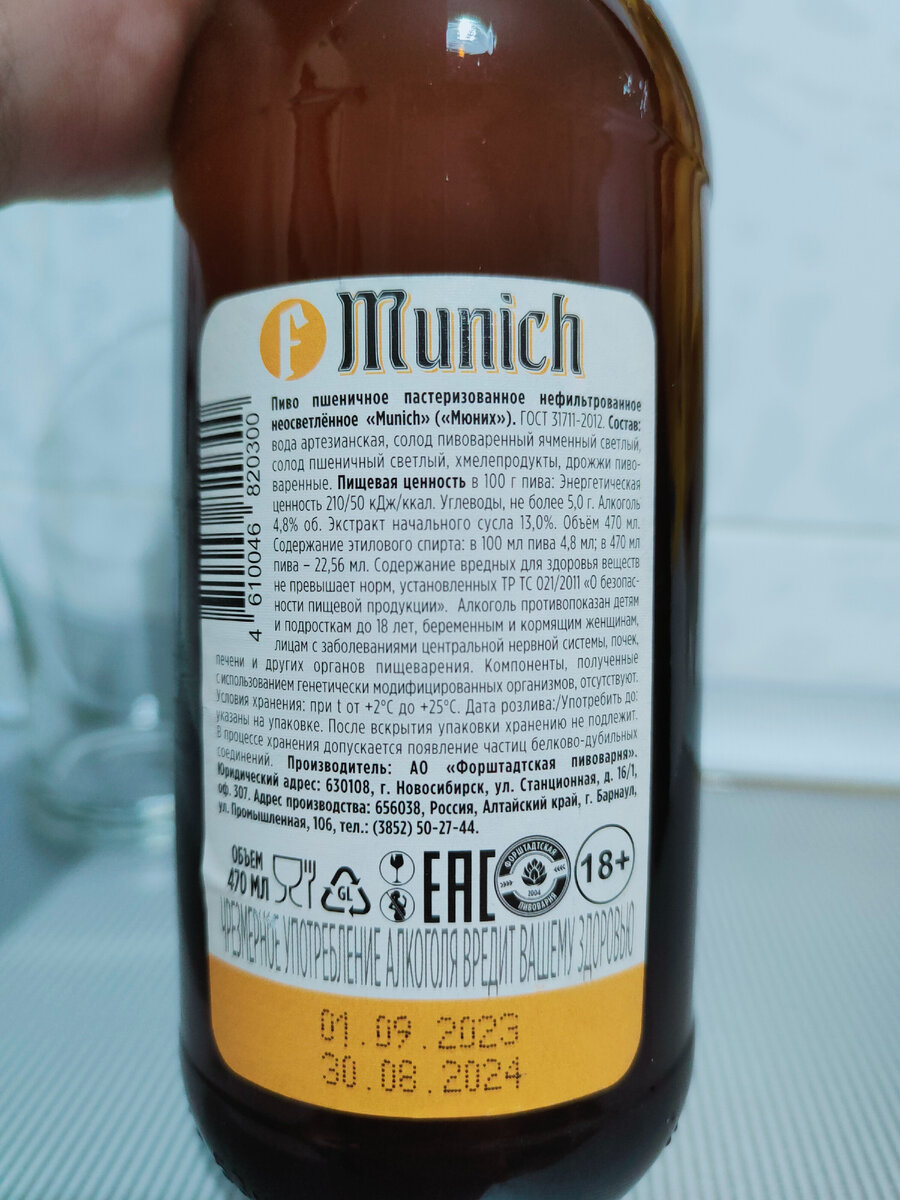 f Munich
Пиво пшеничное пастеризованное нефильтрованное
неосветлённое «Munich» («Мюних»). ГОСТ 31711-2012. Состав:
вода артезианская, солод пивоваренный ячменный светлый,
солод пшеничный светлый, хмелепродукты, дрожжи пиво-
варенные. Пищевая ценность в 100 г пива: Энергетическая
ценность 210/50 кДж/ккал. Углеводы, не более 5,0 г. Алкоголь
4,8% об. Экстракт начального сусла 13,0%. Объём 470 мл.
Содержание этилового спирта: в 100 мл пива 4,8 мл; в 470 мл
пива – 22,56 мл. Содержание вредных для здоровья веществ
не превышает норм, установленных ТР ТС 021/2011 «О безопас-
ности пищевой продукции». Алкоголь противопоказан детям
и подросткам до 18 лет, беременным и кормящим женщинам,
лицам с заболеваниями центральной нервной системы, почек,
печени и других органов пищеварения. Компоненты, полученные
с использованием генетически модифицированных организмов, отсутствуют.
Условия хранения: при t от +2°С до +25°С. Дата розлива:/Употребить до:
указаны на упаковке. После вскрытия упаковки хранению не подлежит.
В процессе хранения допускается появление частиц белково-дубильных
соединений. Производитель: АО «Форштадтская пивоварня».
Юридический адрес: 630108, г. Новосибирск, ул. Станционная, д. 16/1,
оф. 307. Адрес производства: 656038, Россия, Алтайский край, г. Барнаул,
ул. Промышленная, 106, тел.: (3852) 50-27-44.
4 610046 820300
ОБЪЕМ
470 МЛ
GL
ЕАС
ФОРШТАДТСКАЯ
2004
ПИВОВАРНЯ
18+
ЧРЕЗМЕРНОЕ УПОТРЕБЛЕНИЕ АЛКОГОЛЯ ВРЕДИТ ВАШЕМУ ЗДОРОВЬЮ
01.09.2023
30.08.2024